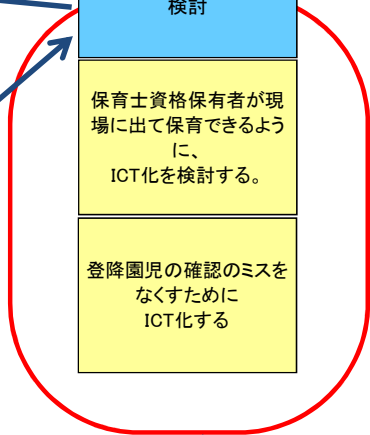 検討
保育士資格保有者が現
場に出て保育できるよう
に、
ICT化を検討する。
登降園児の確認のミスを
なくすために
ICT化する